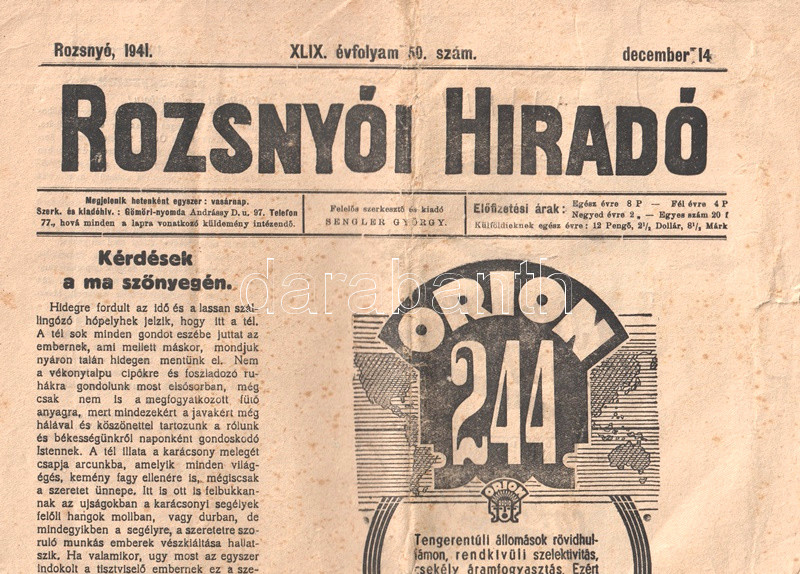 Rozsnyó, 1941. XLIX. évfolyam 50. szám. december 14
ROZSNYÓI HIRADÓ
Megjelenik hetenként egyszer: vasárnap.
Szerk. és kiadóhiv.: Gömöri-nyomda Andrássy D. u. 97. Telefon
77., hová minden a lapra vonatkozó küldemény intézendő.
Felelős szerkesztő és kiadó
SENGLER GYÖRGY.
Előfizetési árak:
Egész évre 8 P — Fél évre 4 P
Negyed évre 2 „ — Egyes szám 20 f
Külföldieknek egész évre: 12 Pengő, 2½ Dollár, 8½ Márk
Kérdések
a ma szőnyegén.
Hidegre fordult az idő és a lassan szál-
lingózó hópelyhek jelzik, hogy itt a tél.
A tél sok minden gondot eszébe juttat az
embernek, ami mellett máskor, mondjuk
nyáron talán hidegen mentünk el. Nem
a vékonytalpu cipőkre és foszladozó ru-
hákra gondolunk most elsősorban, még
csak nem is a megfogyatkozott fütő
anyagra, mert mindezekért a javakért még
hálával és köszönettel tartozunk a rólunk
és békességünkről naponként gondoskodó
Istennek. A tél illata a karácsony melegét
csapja arcunkba, amelyik minden világ-
égés, kemény fagy ellenére is, mégiscsak
a szeretet ünnepe. Itt is ott is felbukkan-
nak az ujságokban a karácsonyi segélyek
felőli hangok mollban, vagy durban, de
mindegyikben a segélyre, a szeretetre szo-
ruló munkás emberek vészkiáltása hallat-
szik. Ha valamikor, ugy most az egyszer
indokolt a tisztviselő embernek ez a sze-
ORION
244
ORION
Tengerentúli állomások rövidhul-
lámon, rendkívüli szelektivitás,
csekély áramfogyasztás. Ezért
darabanth